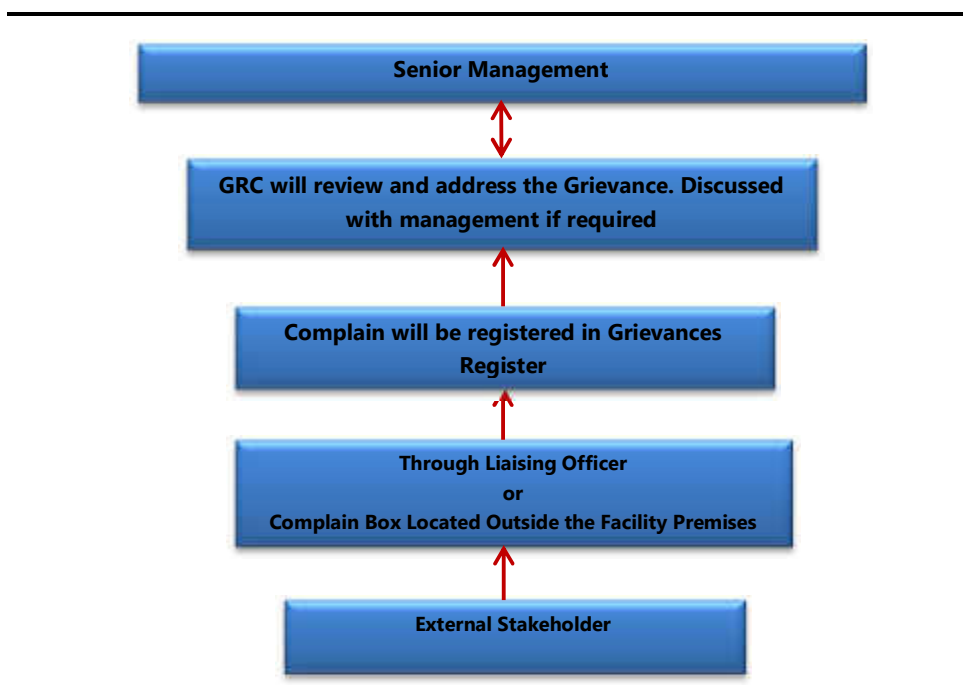 Senior Management
GRC will review and address the Grievance. Discussed
with management if required
Complain will be registered in Grievances
Register
Through Liaising Officer
or
Complain Box Located Outside the Facility Premises
External Stakeholder